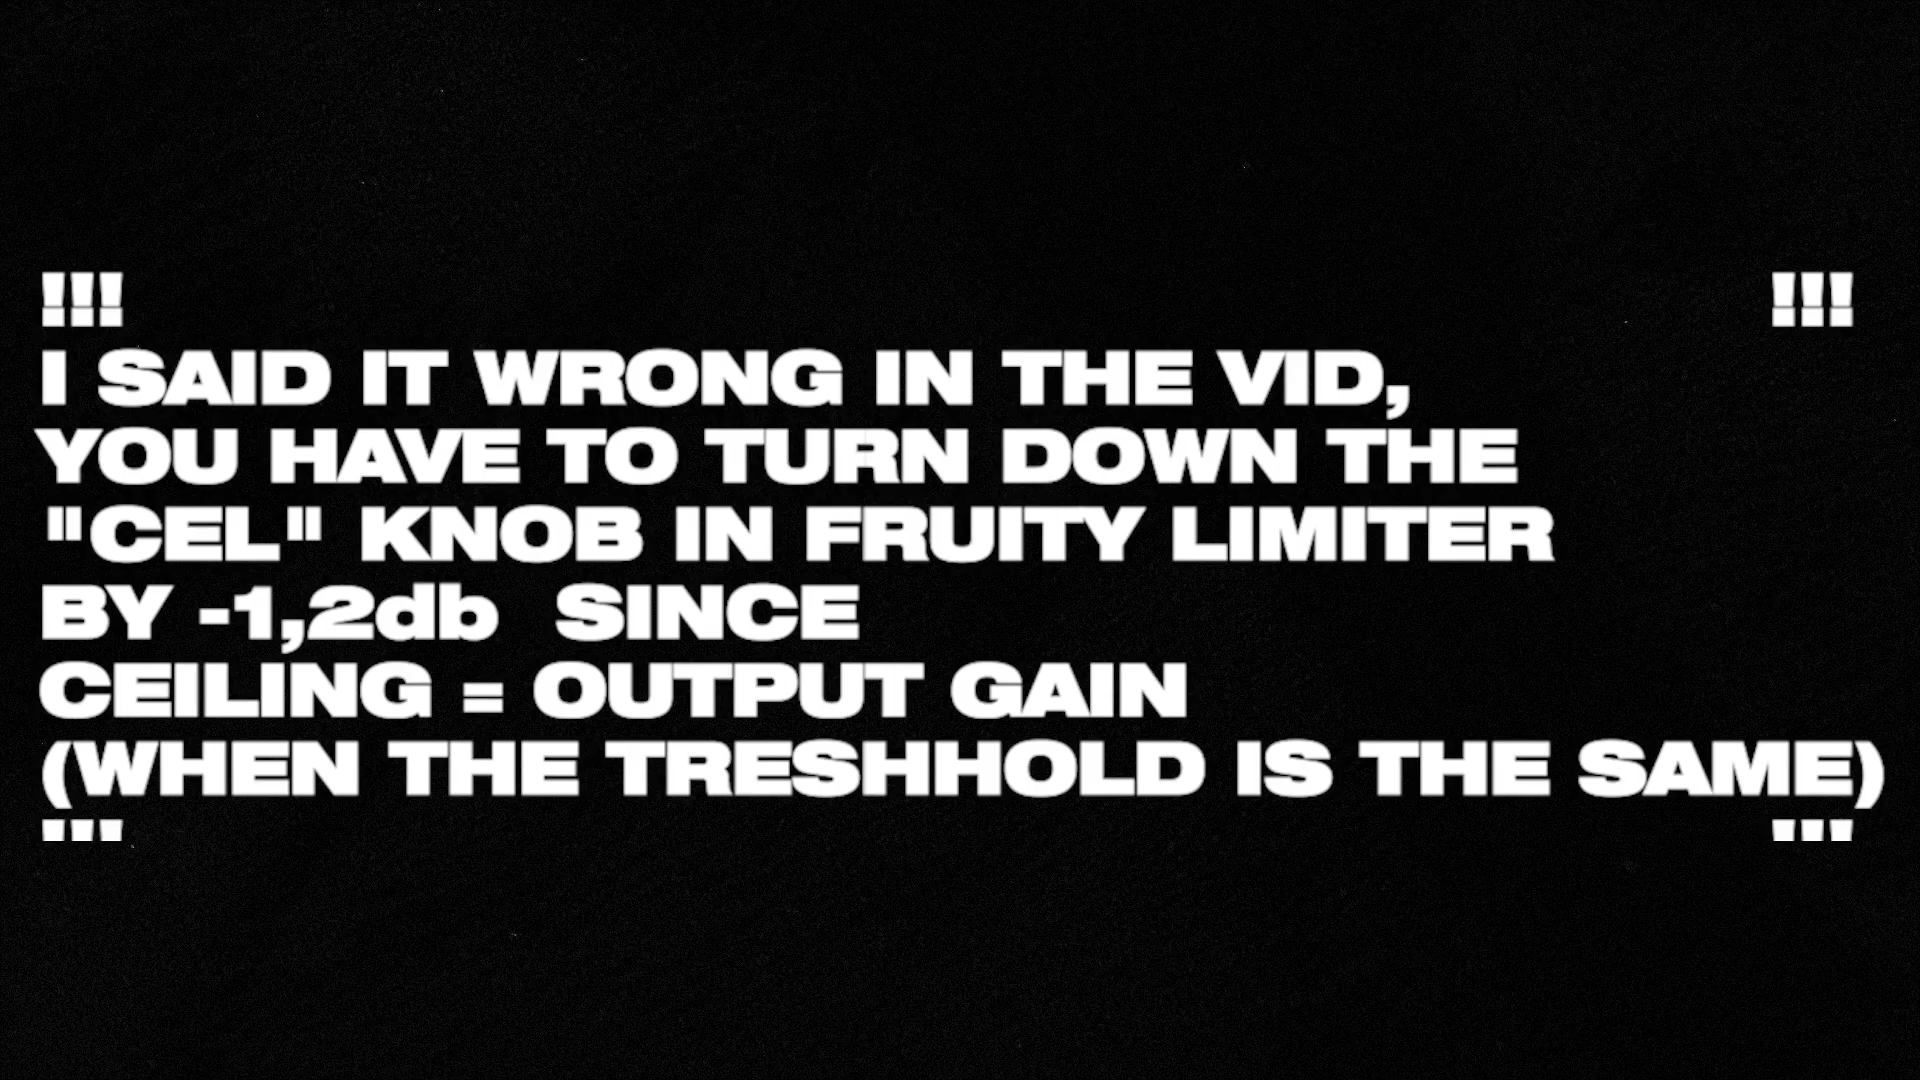 !!! !!!
I SAID IT WRONG IN THE VID,
YOU HAVE TO TURN DOWN THE
"CEL" KNOB IN FRUITY LIMITER
BY -1,2db  SINCE
CEILING = OUTPUT GAIN
(WHEN THE TRESHHOLD IS THE SAME)
!!! !!!